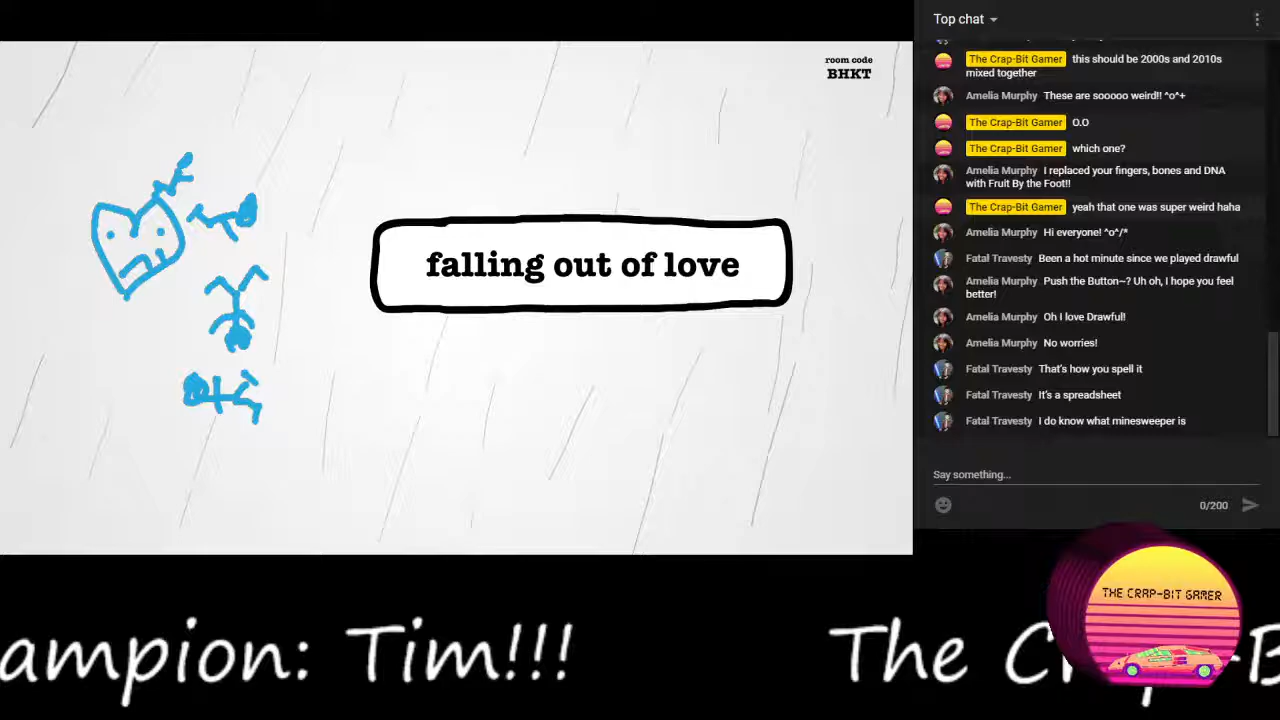 room code
BHKT
falling out of love
Top chat
The Crap-Bit Gamer this should be 2000s and 2010s
mixed together
Amelia Murphy These are sooooo weird!! ^o^+
The Crap-Bit Gamer O.O
The Crap-Bit Gamer which one?
Amelia Murphy I replaced your fingers, bones and DNA
with Fruit By the Foot!!
The Crap-Bit Gamer yeah that one was super weird haha
Amelia Murphy Hi everyone! ^o^/*
Fatal Travesty Been a hot minute since we played drawful
Amelia Murphy Push the Button~? Uh oh, I hope you feel
better!
Amelia Murphy Oh I love Drawful!
Amelia Murphy No worries!
Fatal Travesty That's how you spell it
Fatal Travesty It's a spreadsheet
Fatal Travesty I do know what minesweeper is
Say something...
0/200
THE CRAP-BIT GAMER
ampion: Tim!!! The C